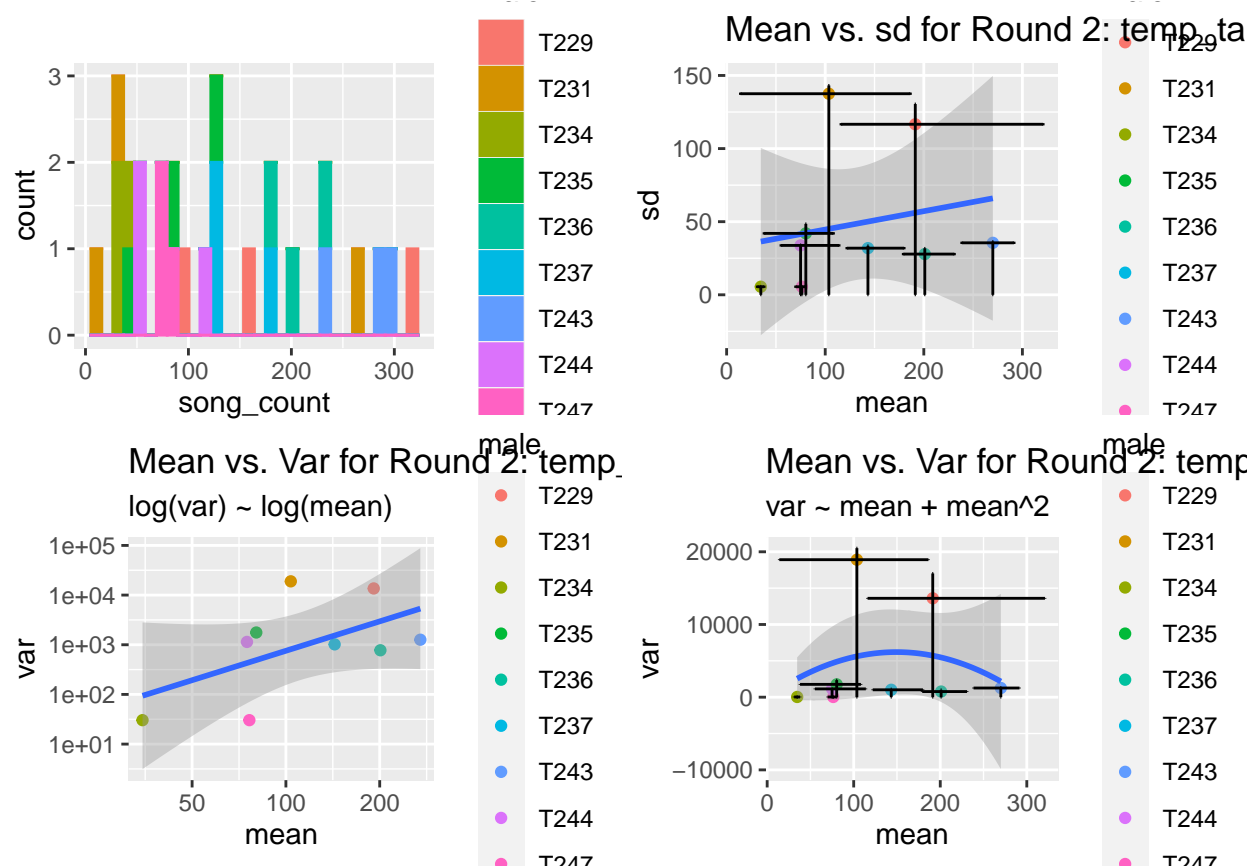 3
2
1
0
count
0
100
200
300
song_count
T229
T231
T234
T235
T236
T237
T243
T244
T247
Mean vs. sd for Round 2: temp_ta
150
100
50
0
sd
0
100
200
300
mean
T229
T231
T234
T235
T236
T237
T243
T244
T247
Mean vs. Var for Round 2: temp_
log(var) ~ log(mean)
1e+05
1e+04
1e+03
1e+02
1e+01
var
50
100
200
mean
male
T229
T231
T234
T235
T236
T237
T243
T244
T247
Mean vs. Var for Round 2: temp
var ~ mean + mean^2
20000
10000
0
−10000
var
0
100
200
300
mean
male
T229
T231
T234
T235
T236
T237
T243
T244
T247